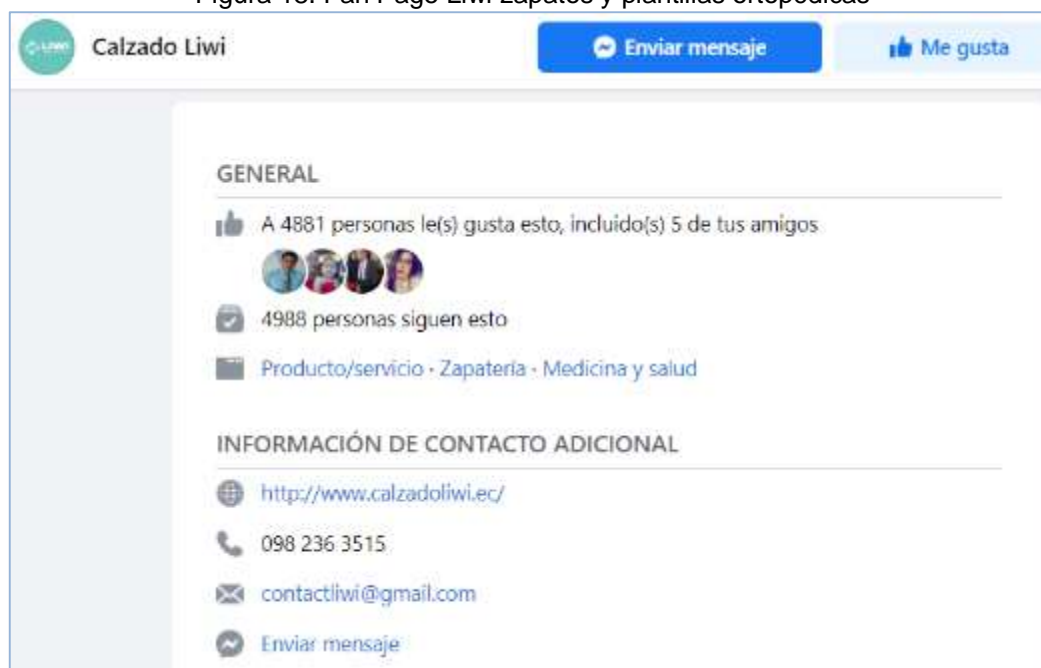 Calzado Liwi
Enviar mensaje
Me gusta
GENERAL
A 4881 personas le(s) gusta esto, incluido(s) 5 de tus amigos
4988 personas siguen esto
Producto/servicio · Zapatería · Medicina y salud
INFORMACIÓN DE CONTACTO ADICIONAL
http://www.calzadoliwi.ec/
098 236 3515
contactliwi@gmail.com
Enviar mensaje